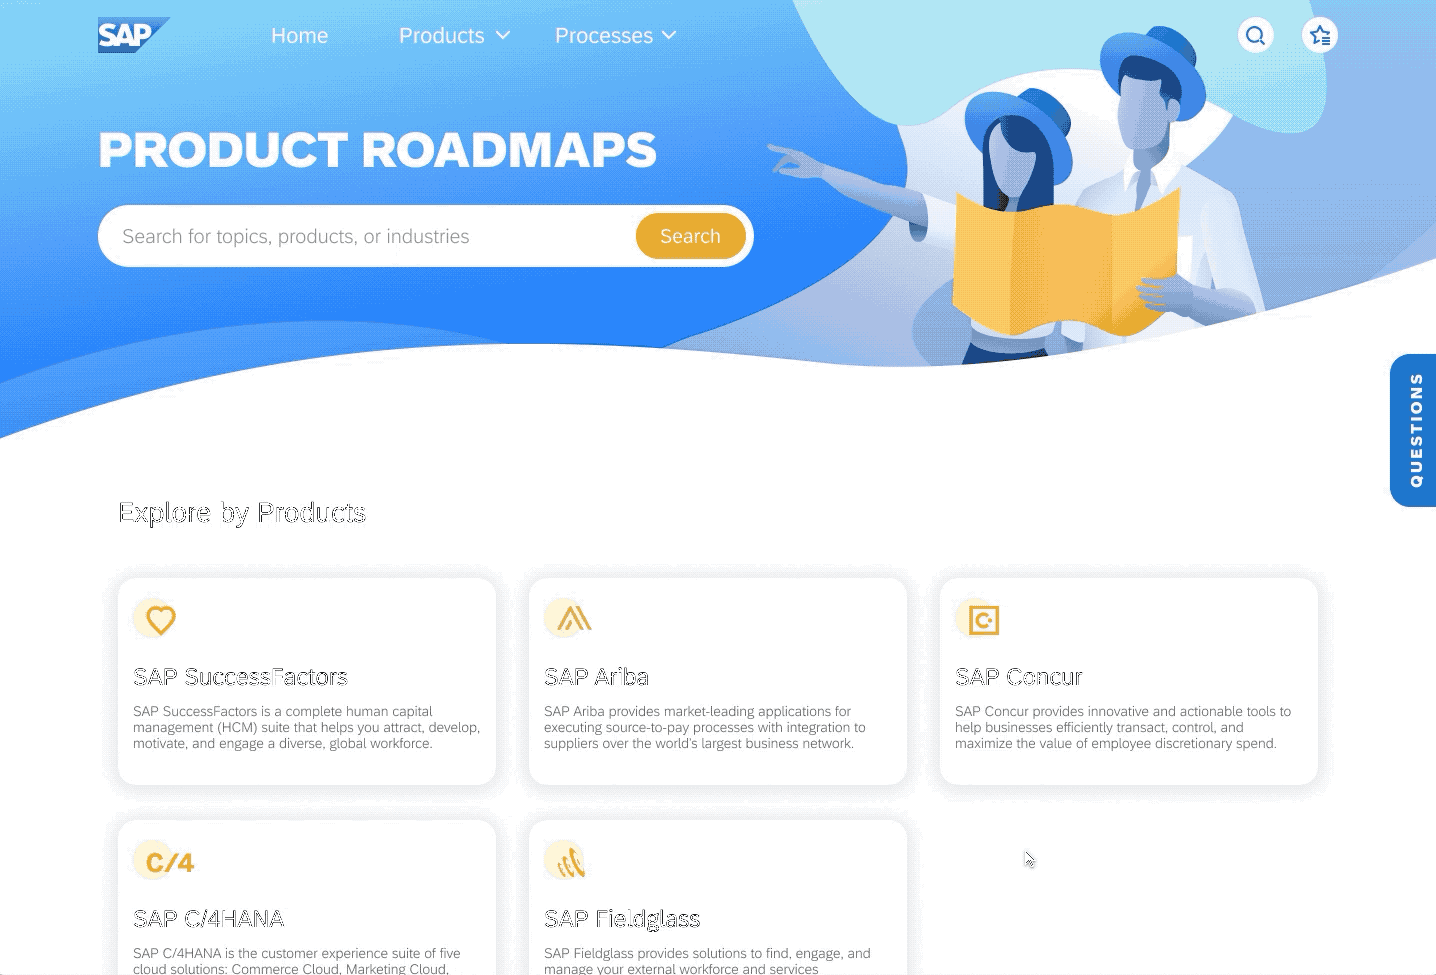 SAP
Home
Products
Processes
PRODUCT ROADMAPS
Search for topics, products, or industries
Search
QUESTIONS
Explore by Products
SAP SuccessFactors
SAP SuccessFactors is a complete human capital
management (HCM) suite that helps you attract, develop,
motivate, and engage a diverse, global workforce.
SAP Ariba
SAP Ariba provides market-leading applications for
executing source-to-pay processes with integration to
suppliers over the world's largest business network.
SAP Concur
SAP Concur provides innovative and actionable tools to
help businesses efficiently transact, control, and
maximize the value of employee discretionary spend.
C/4
SAP C/4HANA
SAP C/4HANA is the customer experience suite of five
cloud solutions: Commerce Cloud, Marketing Cloud,
SAP Fieldglass
SAP Fieldglass provides solutions to find, engage, and
manage your external workforce and services